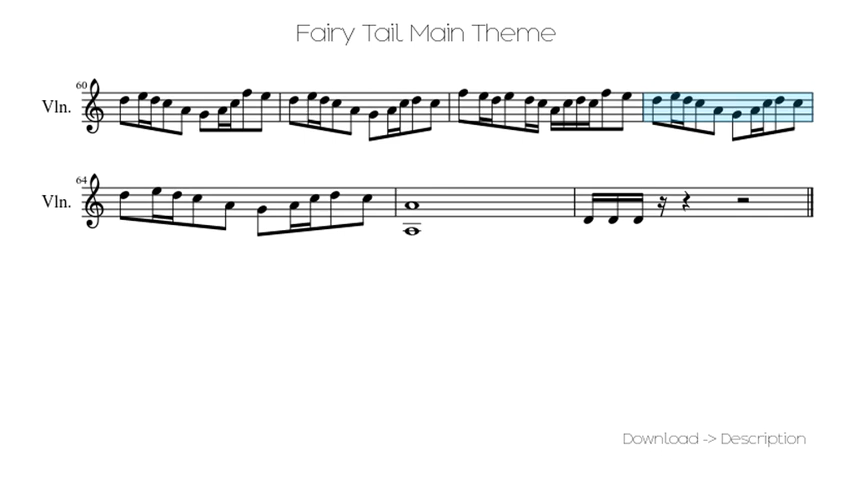 Fairy Tail Main Theme
60
Vln.
64
Vln.
Download -> Description